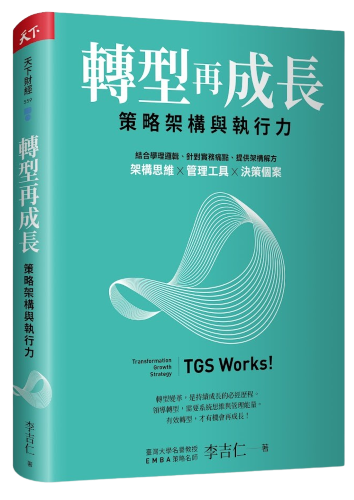 天下
天下財經
轉型再成長
策略架構與執行力
李吉仁
著
轉型再成長
策略架構與執行力
結合學理邏輯、針對實務痛點、提供架構解方
架構思維×管理工具×決策個案
Transformation
Growth
Strategy
TGS Works!
轉型變革，是持續成長的必經歷程。
領導轉型，需要系統思維與管理能量。
有效轉型，才有機會再成長！
臺灣大學名譽教授
EMBA策略名師
李吉仁
著